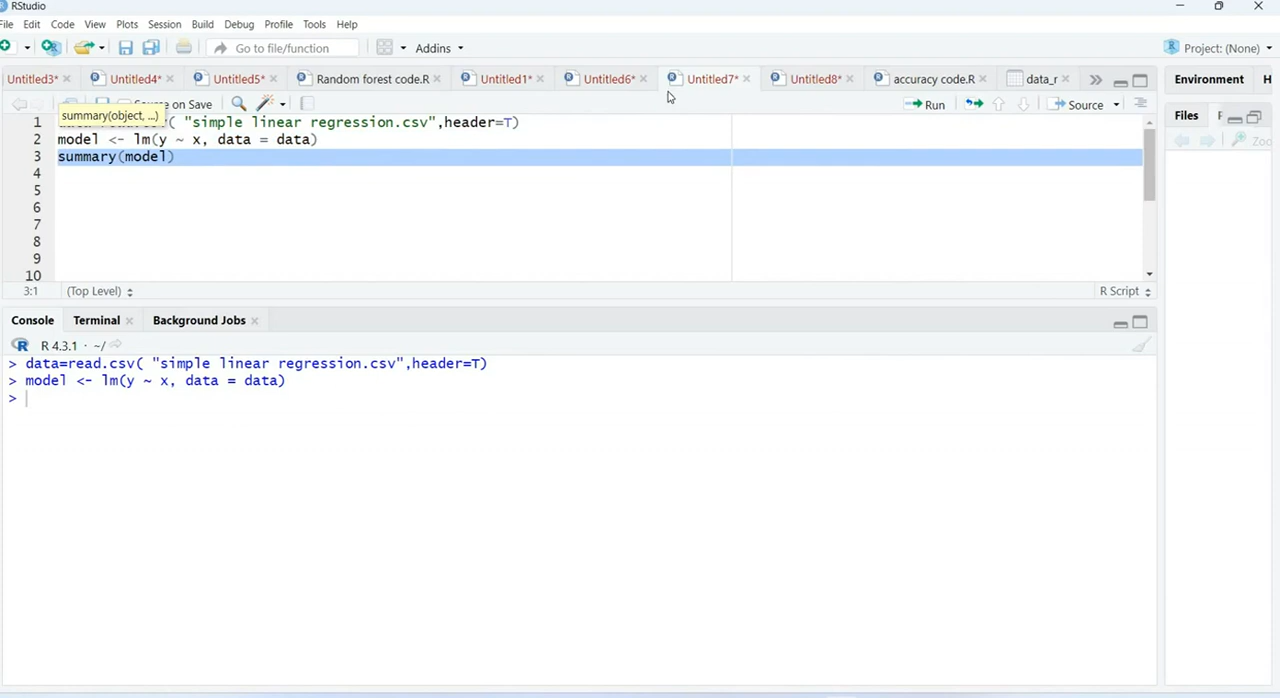 RStudio
File Edit Code View Plots Session Build Debug Profile Tools Help
Go to file/function Addins Project: (None)
Untitled3* Untitled4* Untitled5* Random forest code.R Untitled1* Untitled6* Untitled7* Untitled8* accuracy code.R data_r
Environment H
Source on Save Run Source
summary(object, ...)
Files
Zoo
1 ( "simple linear regression.csv",header=T)
2 model <- lm(y ~ x, data = data)
3 summary(model)
4
5
6
7
8
9
10
3:1 (Top Level) R Script
Console Terminal Background Jobs
R 4.3.1 · ~/
> data=read.csv( "simple linear regression.csv",header=T)
> model <- lm(y ~ x, data = data)
>